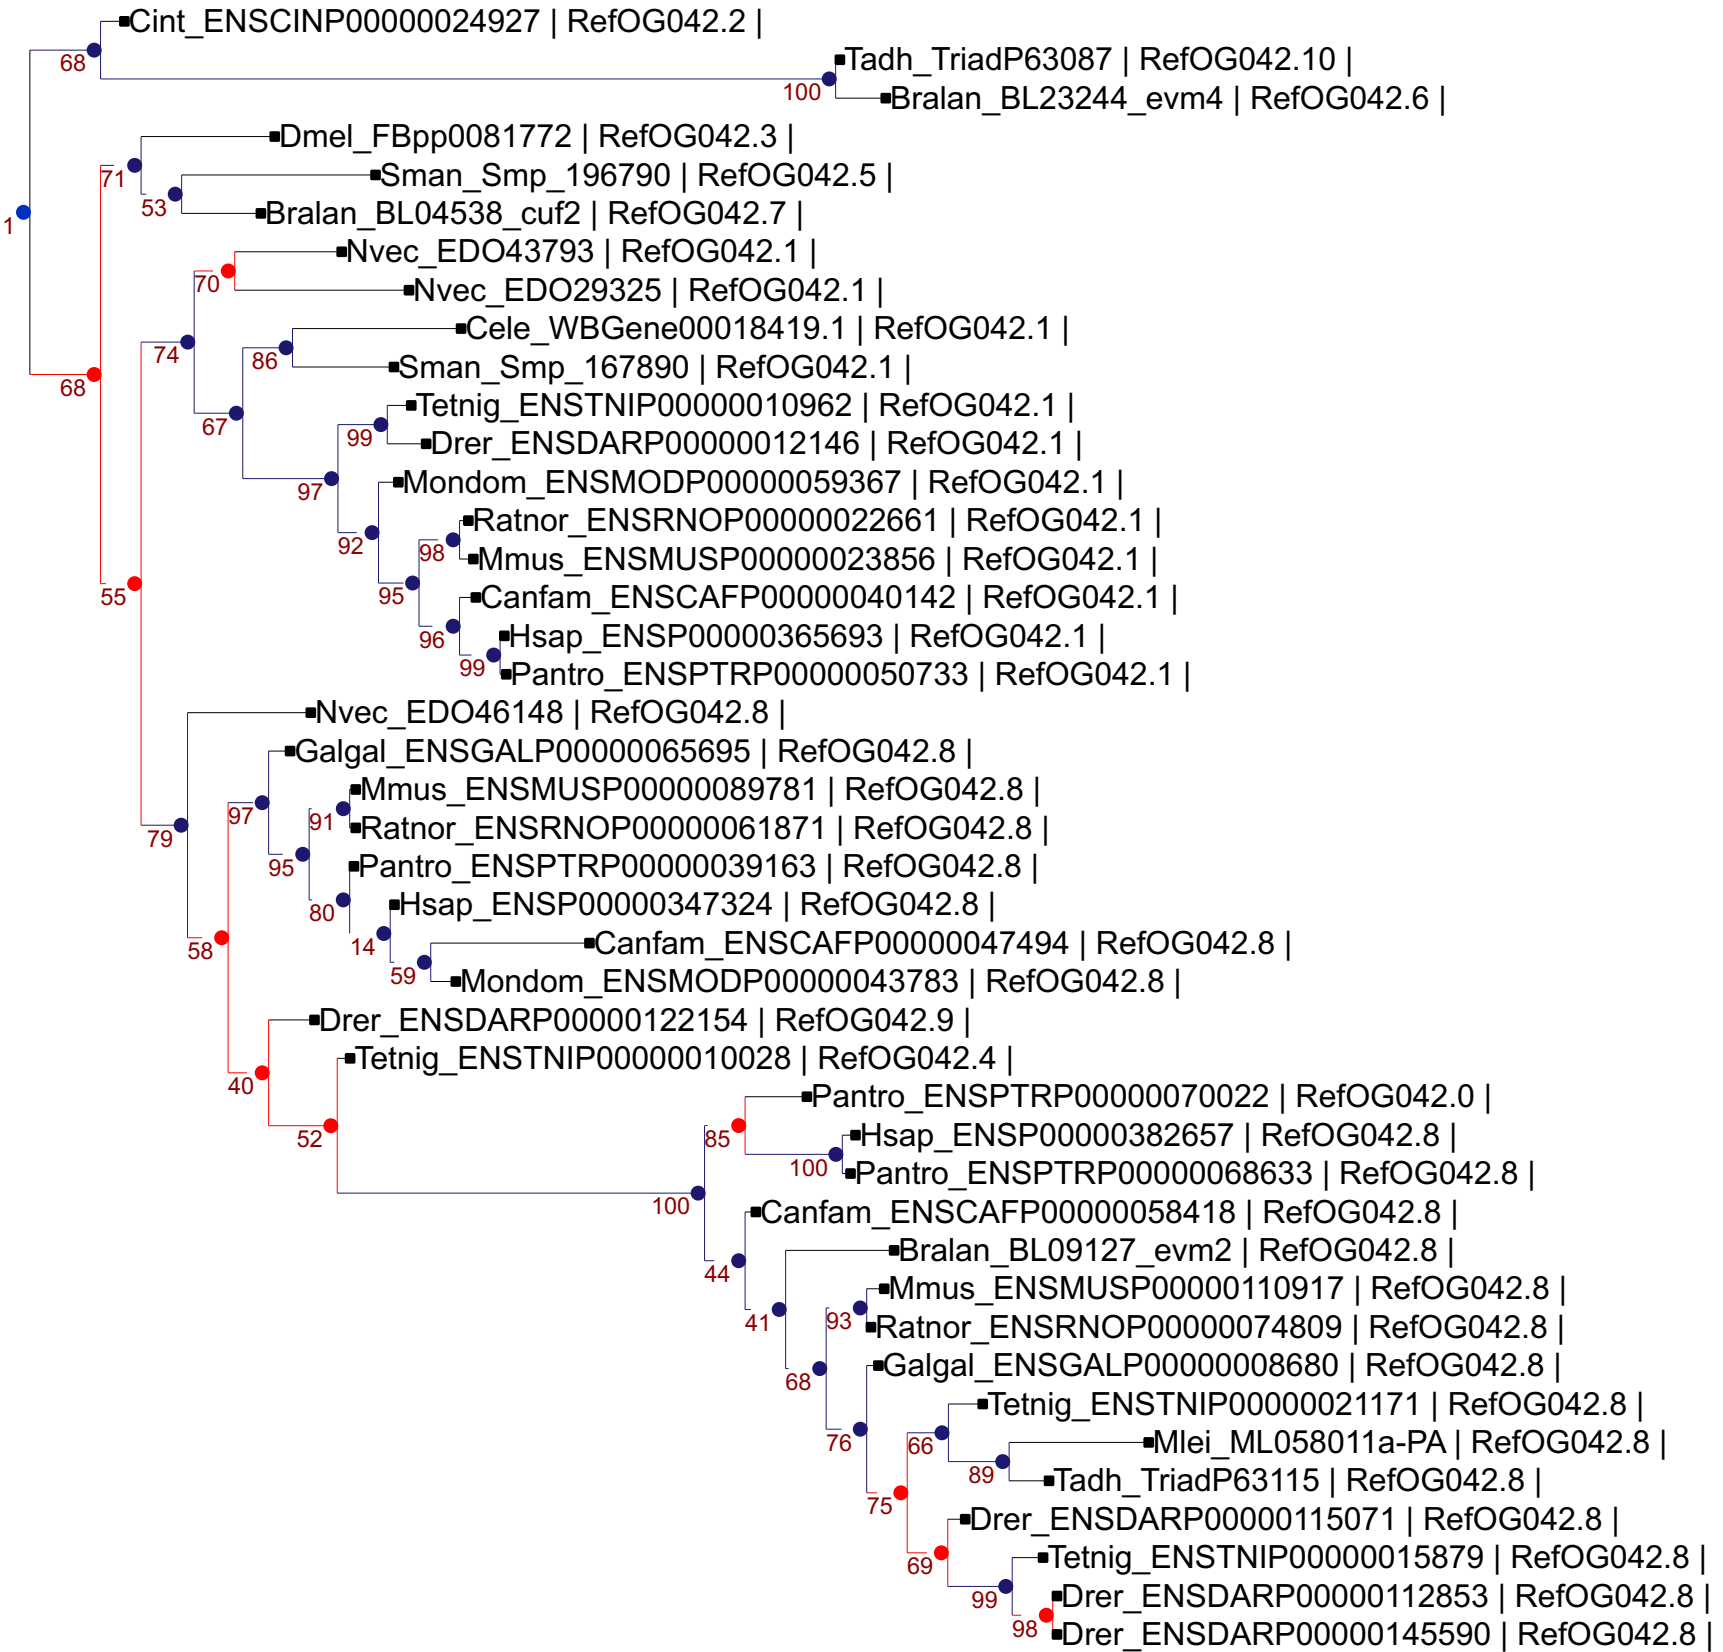 Cint_ENSCINP00000024927 | RefOG042.2 |
68
Tadh_TriadP63087 | RefOG042.10 |
100
Bralan_BL23244_evm4 | RefOG042.6 |
Dmel_FBpp0081772 | RefOG042.3 |
71
Sman_Smp_196790 | RefOG042.5 |
53
Bralan_BL04538_cuf2 | RefOG042.7 |
1
Nvec_EDO43793 | RefOG042.1 |
70
Nvec_EDO29325 | RefOG042.1 |
Cele_WBGene00018419.1 | RefOG042.1 |
74
86
Sman_Smp_167890 | RefOG042.1 |
68
Tetnig_ENSTNIP00000010962 | RefOG042.1 |
67
99
Drer_ENSDARP00000012146 | RefOG042.1 |
Mondom_ENSMODP00000059367 | RefOG042.1 |
97
Ratnor_ENSRNOP00000022661 | RefOG042.1 |
92
98
Mmus_ENSMUSP00000023856 | RefOG042.1 |
55
95
Canfam_ENSCAFP00000040142 | RefOG042.1 |
96
Hsap_ENSP00000365693 | RefOG042.1 |
99
Pantro_ENSPTRP00000050733 | RefOG042.1 |
Nvec_EDO46148 | RefOG042.8 |
Galgal_ENSGALP00000065695 | RefOG042.8 |
Mmus_ENSMUSP00000089781 | RefOG042.8 |
97
91
Ratnor_ENSRNOP00000061871 | RefOG042.8 |
79
95
Pantro_ENSPTRP00000039163 | RefOG042.8 |
80
Hsap_ENSP00000347324 | RefOG042.8 |
58
14
Canfam_ENSCAFP00000047494 | RefOG042.8 |
59
Mondom_ENSMODP00000043783 | RefOG042.8 |
Drer_ENSDARP00000122154 | RefOG042.9 |
40
Tetnig_ENSTNIP00000010028 | RefOG042.4 |
Pantro_ENSPTRP00000070022 | RefOG042.0 |
52
85
Hsap_ENSP00000382657 | RefOG042.8 |
100
Pantro_ENSPTRP00000068633 | RefOG042.8 |
100
Canfam_ENSCAFP00000058418 | RefOG042.8 |
44
Bralan_BL09127_evm2 | RefOG042.8 |
Mmus_ENSMUSP00000110917 | RefOG042.8 |
41
93
Ratnor_ENSRNOP00000074809 | RefOG042.8 |
68
Galgal_ENSGALP00000008680 | RefOG042.8 |
Tetnig_ENSTNIP00000021171 | RefOG042.8 |
76
66
Mlei_ML058011a-PA | RefOG042.8 |
89
Tadh_TriadP63115 | RefOG042.8 |
75
Drer_ENSDARP00000115071 | RefOG042.8 |
69
Tetnig_ENSTNIP00000015879 | RefOG042.8 |
99
Drer_ENSDARP00000112853 | RefOG042.8 |
98
Drer_ENSDARP00000145590 | RefOG042.8 |